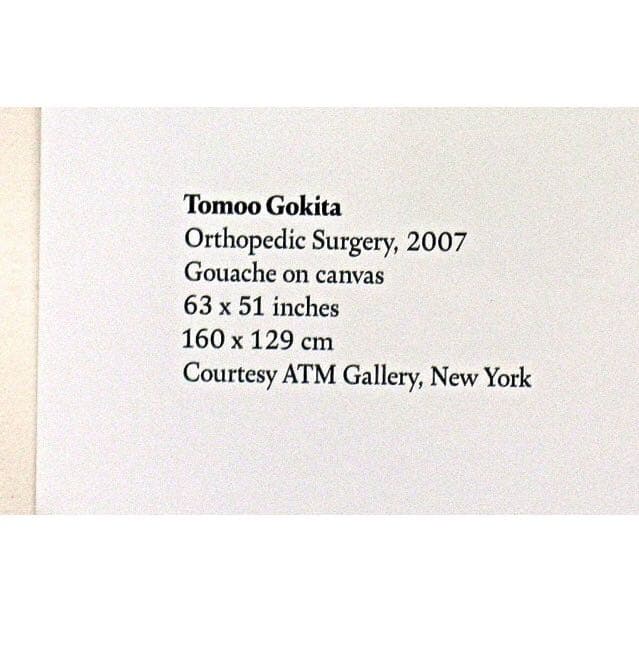 Tomoo Gokita
Orthopedic Surgery, 2007
Gouache on canvas
63 x 51 inches
160 x 129 cm
Courtesy ATM Gallery, New York